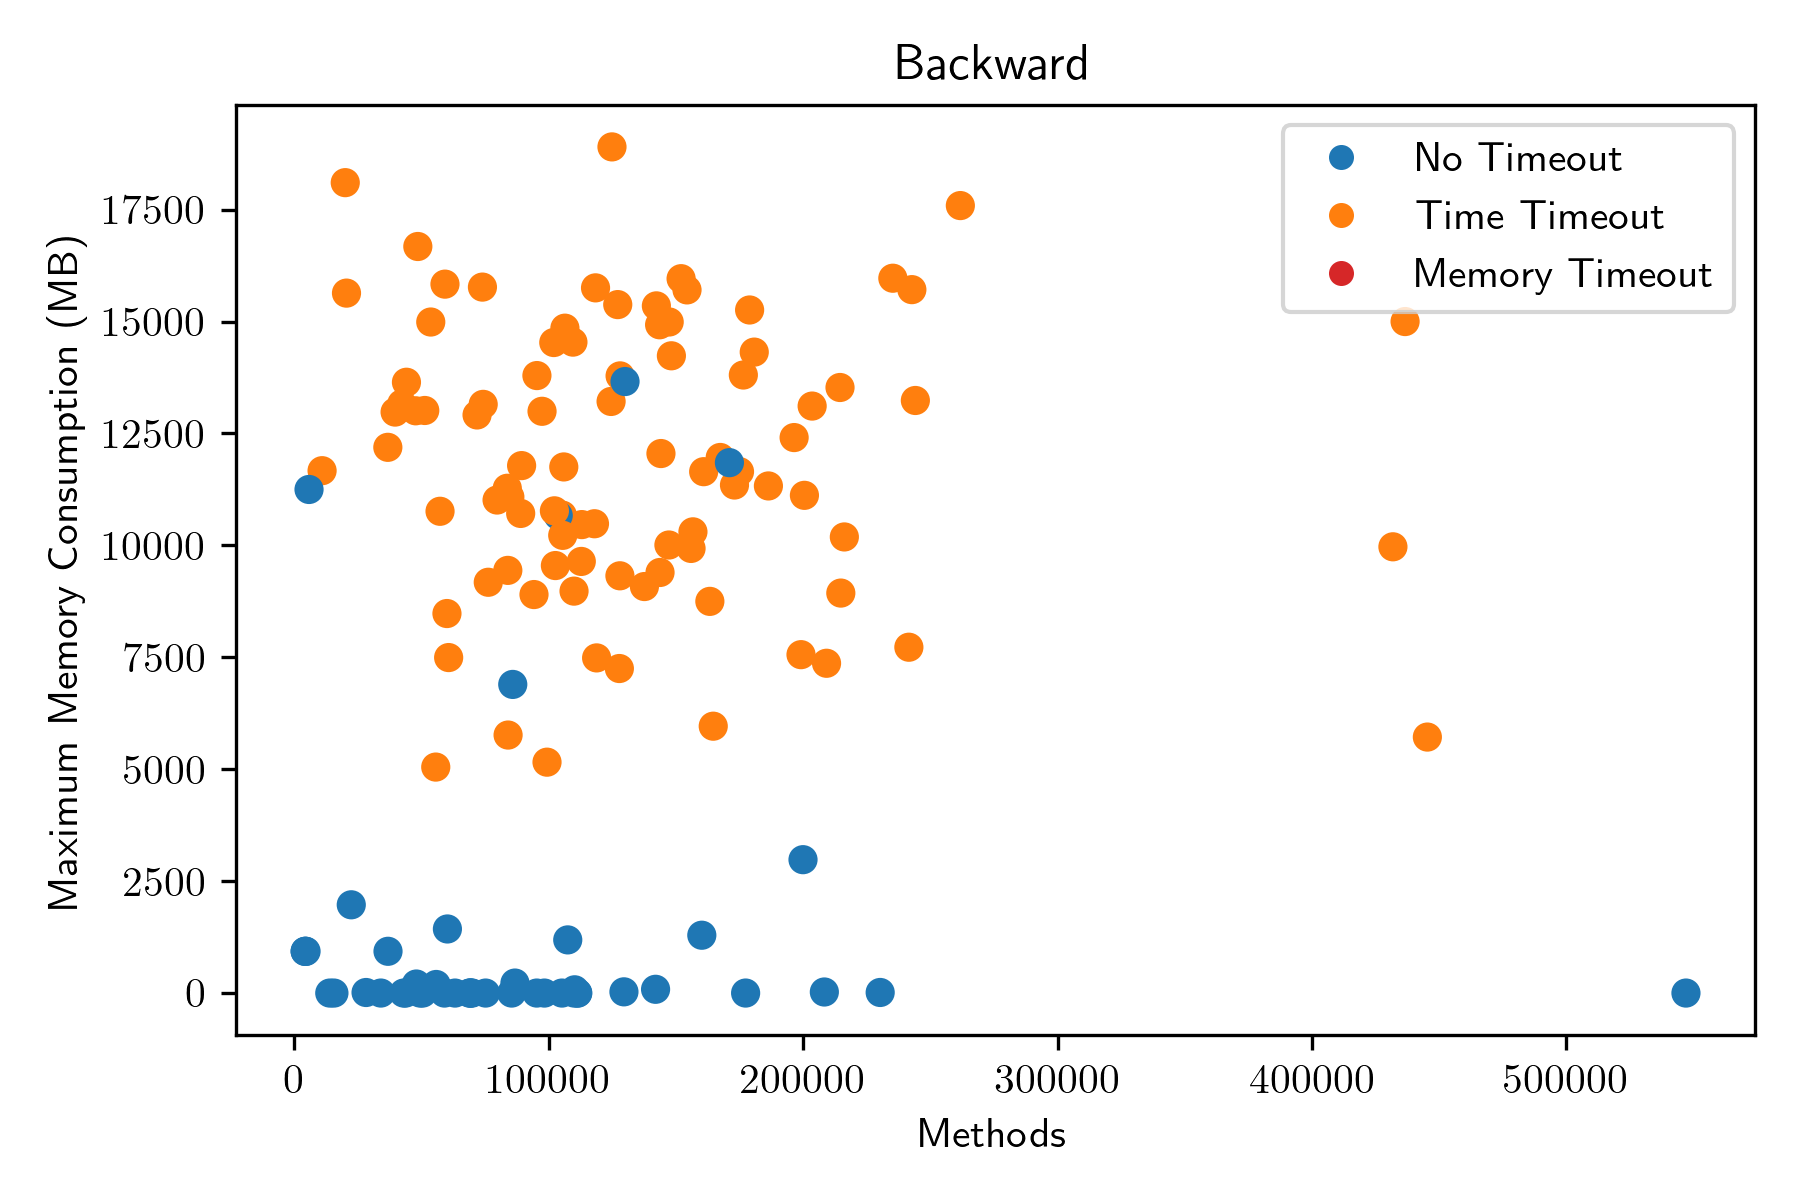 Backward
No Timeout
Time Timeout
Memory Timeout
Maximum Memory Consumption (MB)
17500
15000
12500
10000
7500
5000
2500
0
0 100000 200000 300000 400000 500000
Methods